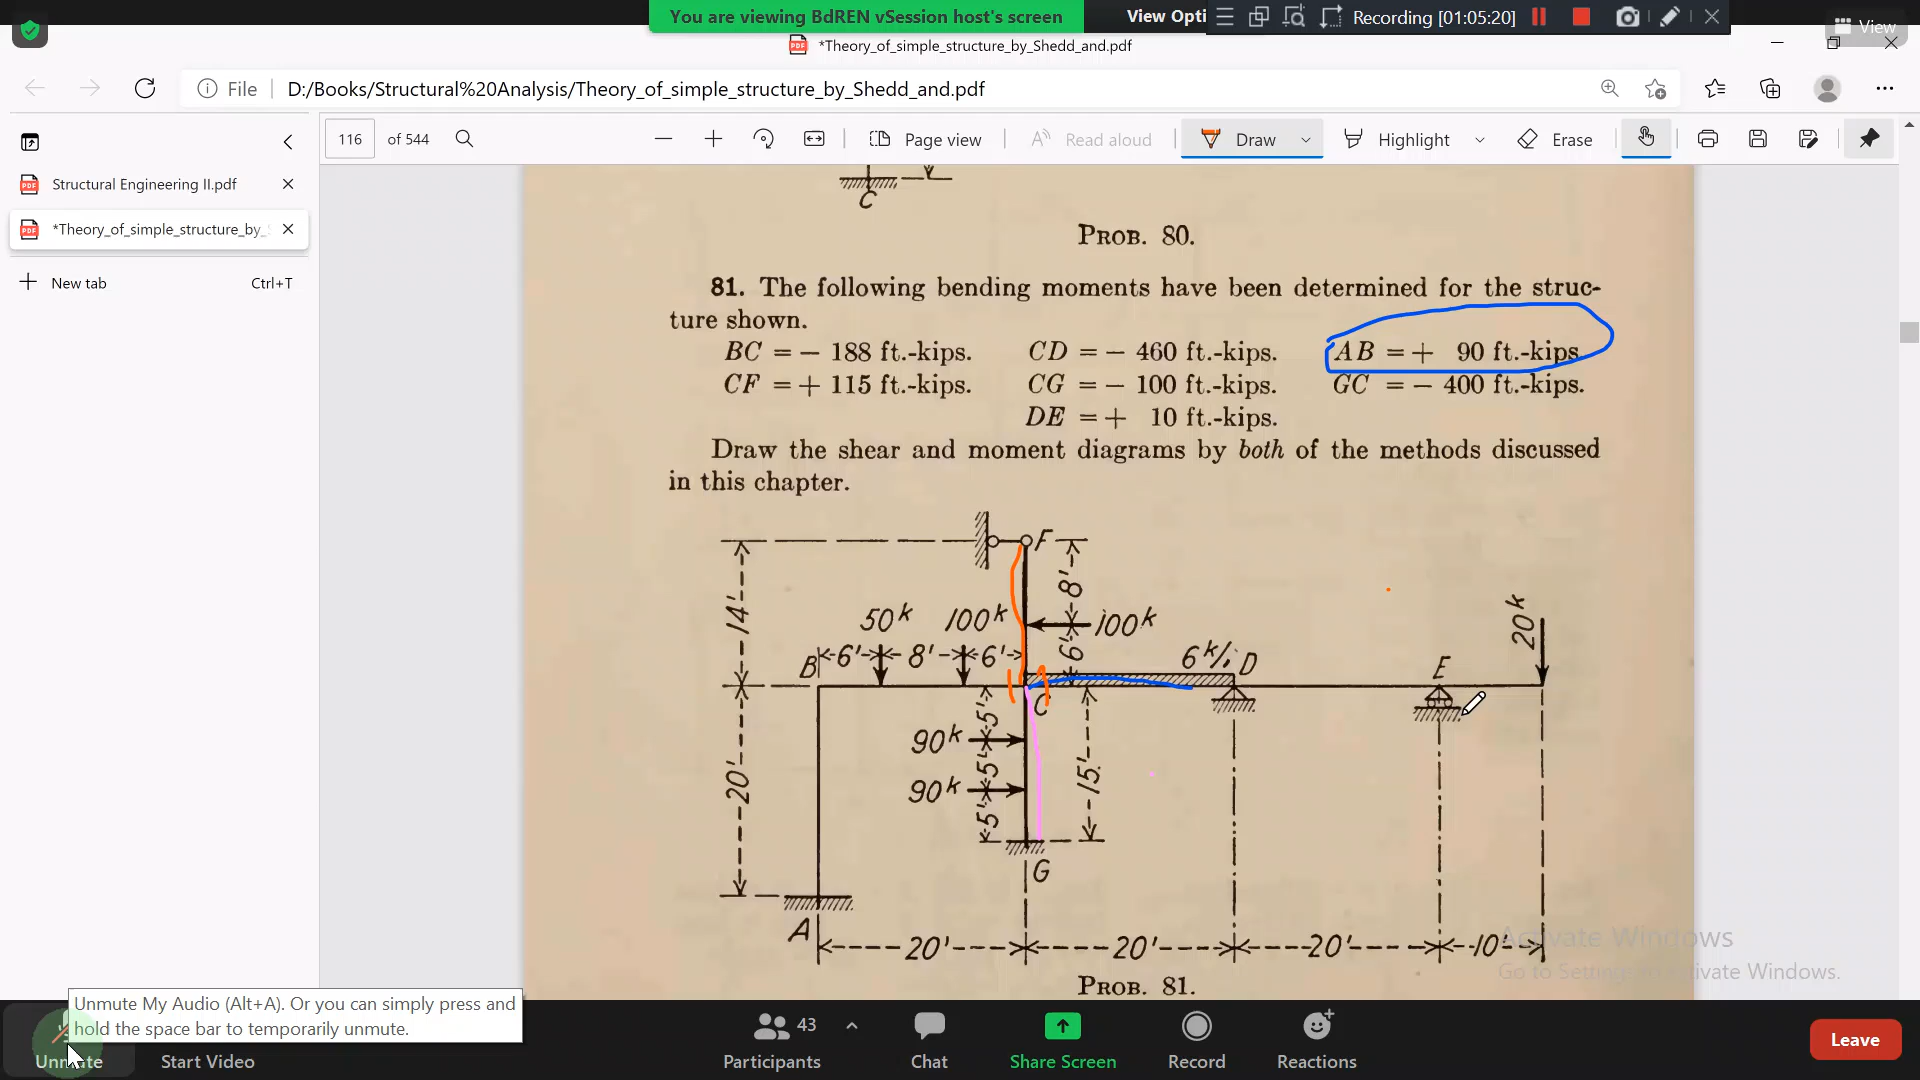 You are viewing BdREN vSession host's screen
View Opti
Recording [01:05:20]
View
*Theory_of_simple_structure_by_Shedd_and.pdf
File
D:/Books/Structural%20Analysis/Theory_of_simple_structure_by_Shedd_and.pdf
116 of 544
Page view
Read aloud
Draw
Highlight
Erase
Structural Engineering II.pdf
*Theory_of_simple_structure_by_
New tab
Ctrl+T
C
PROB. 80.
81. The following bending moments have been determined for the struc-
ture shown.
BC = − 188 ft.-kips. CD = − 460 ft.-kips. AB = + 90 ft.-kips.
CF = + 115 ft.-kips. CG = − 100 ft.-kips. GC = − 400 ft.-kips.
DE = + 10 ft.-kips.
Draw the shear and moment diagrams by both of the methods discussed
in this chapter.
F
14'
8'
50k 100k
100k
20k
B
6' 8' 6'
6'
6k/,
D
E
C
5'
90k
20'
5'
15'
90k
5'
G
A
20' 20' 20' 10'
PROB. 81.
Activate Windows
Go to Settings to activate Windows.
Unmute My Audio (Alt+A). Or you can simply press and
hold the space bar to temporarily unmute.
Unmute
Start Video
43
Participants
Chat
Share Screen
Record
Reactions
Leave